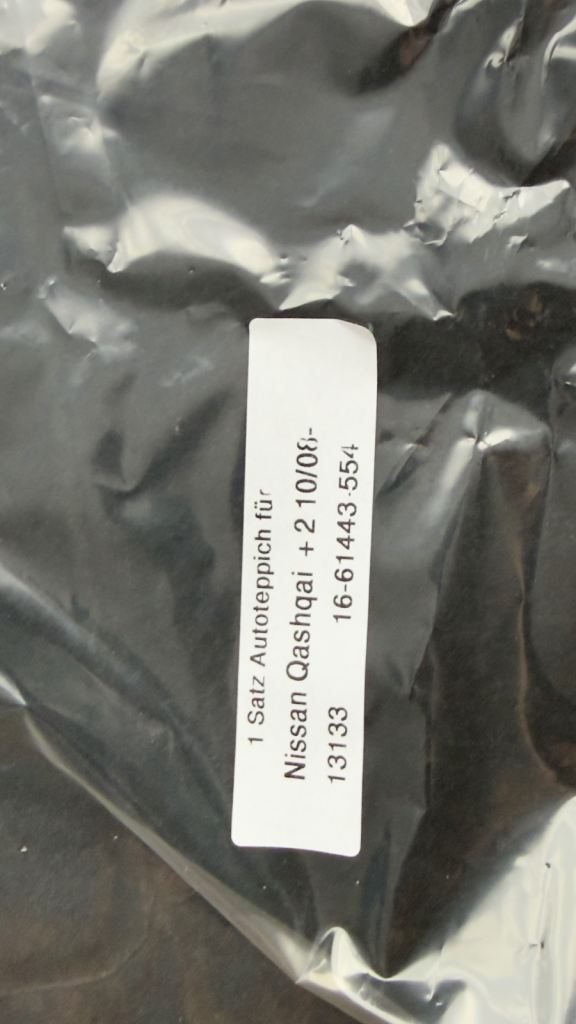 1 Satz Autoteppich für
Nissan Qashqai + 2 10/08-
13133 16-61443-554